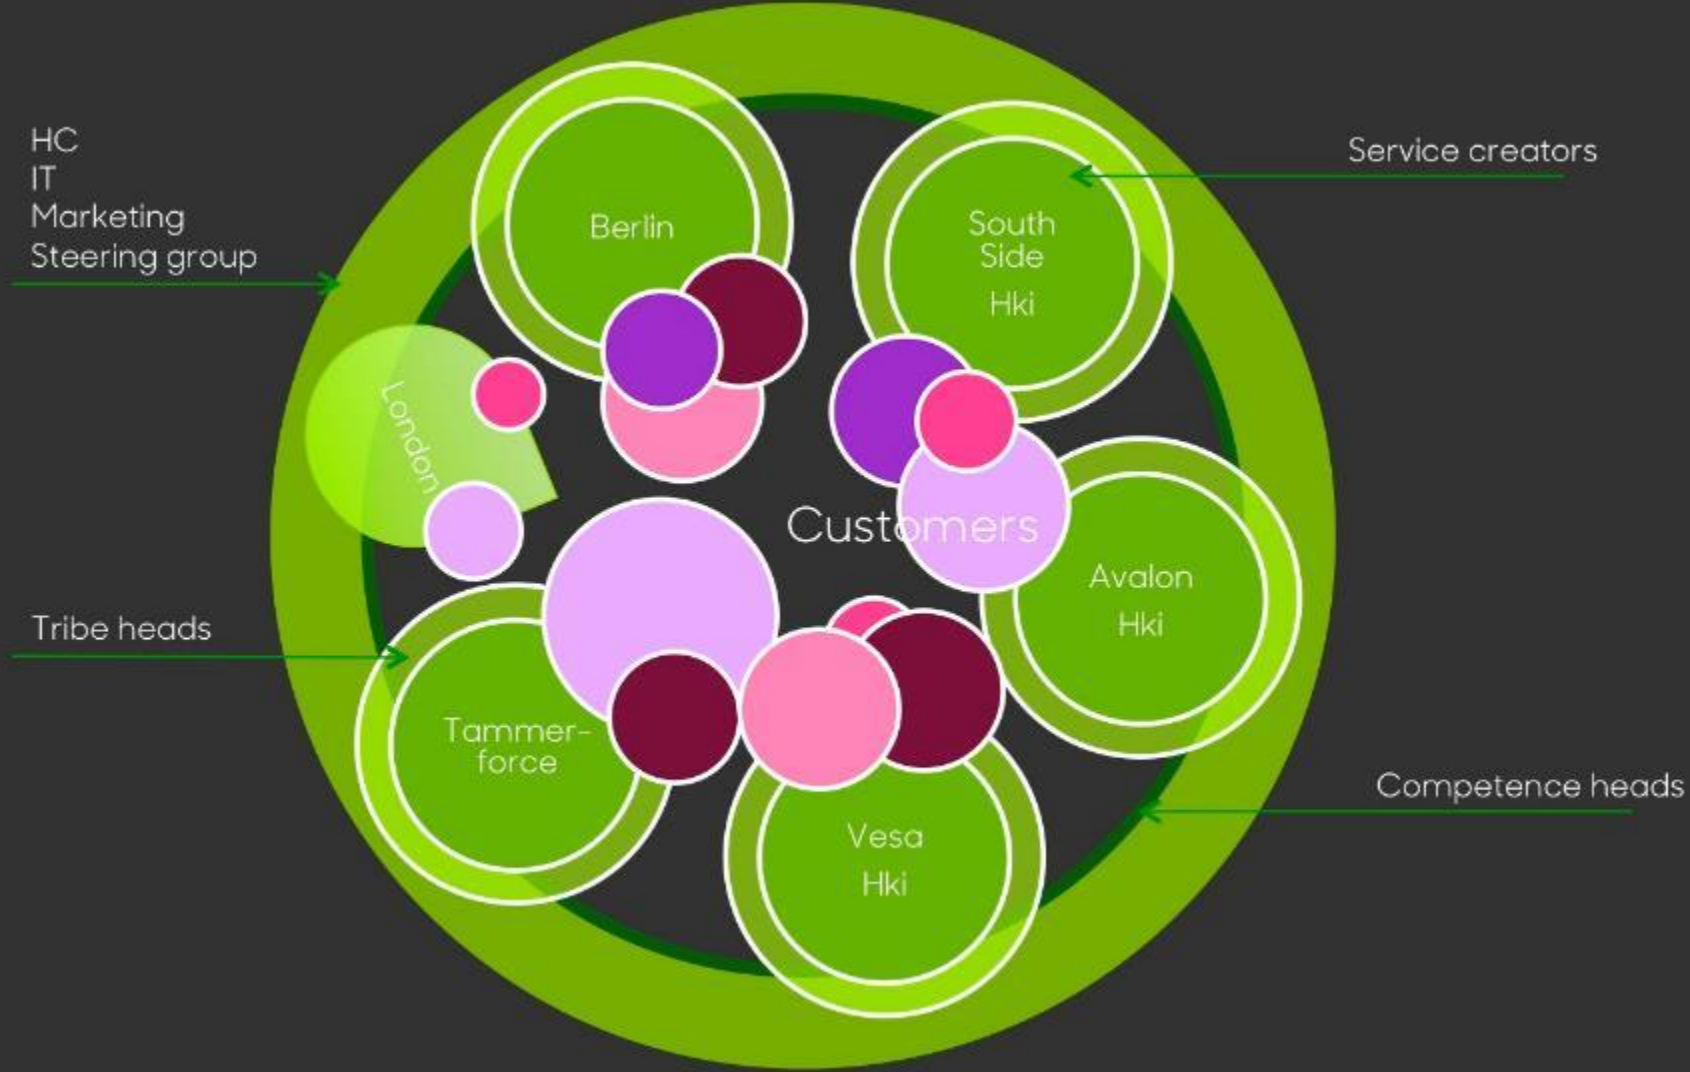 HC
IT
Marketing
Steering group
Service creators
Berlin
South
Side
Hki
London
Customers
Avalon
Hki
Tribe heads
Tammer-
force
Competence heads
Vesa
Hki